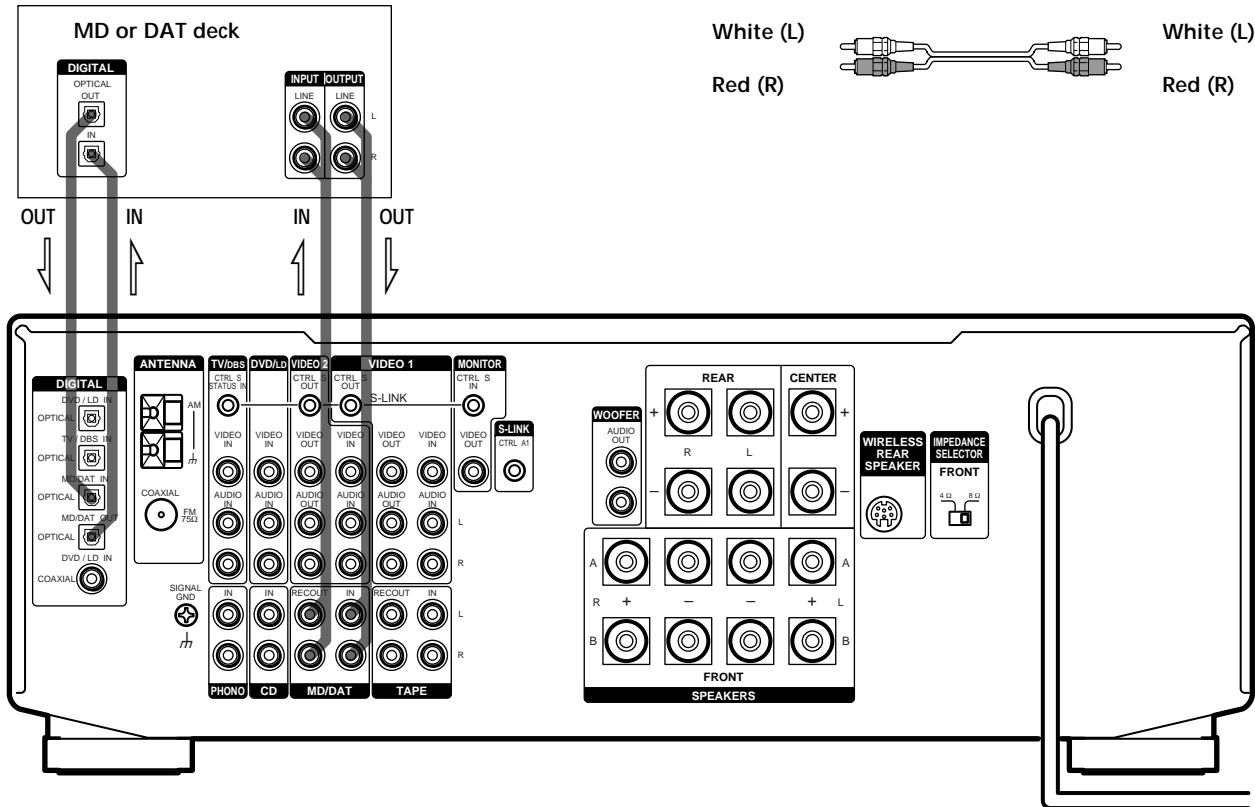 MD or DAT deck
White (L)
White (L)
Red (R)
Red (R)
DIGITAL
OPTICAL
OUT
IN
INPUT
OUTPUT
LINE
LINE
L
R
OUT
IN
IN
OUT
DIGITAL
DVD / LD IN
OPTICAL
TV / DBS IN
OPTICAL
MD/DAT IN
OPTICAL
MD/DAT OUT
OPTICAL
DVD / LD IN
COAXIAL
ANTENNA
AM
COAXIAL
FM
75Ω
SIGNAL
GND
TV/DBS
DVD/LD
VIDEO 2
VIDEO 1
MONITOR
CTRL S
STATUS IN
CTRL S
OUT
CTRL S
OUT
CTRL S
IN
S-LINK
VIDEO
IN
VIDEO
IN
VIDEO
OUT
VIDEO
IN
VIDEO
OUT
VIDEO
IN
VIDEO
OUT
AUDIO
IN
AUDIO
IN
AUDIO
OUT
AUDIO
IN
AUDIO
OUT
AUDIO
IN
L
R
IN
IN
REC OUT
IN
REC OUT
IN
L
R
PHONO
CD
MD/DAT
TAPE
S-LINK
CTRL A1
WOOFER
AUDIO
OUT
REAR
CENTER
+
+
R
L
–
–
A
A
R
+
–
–
+
L
B
B
FRONT
SPEAKERS
WIRELESS
REAR
SPEAKER
IMPEDANCE
SELECTOR
FRONT
4 Ω
8 Ω